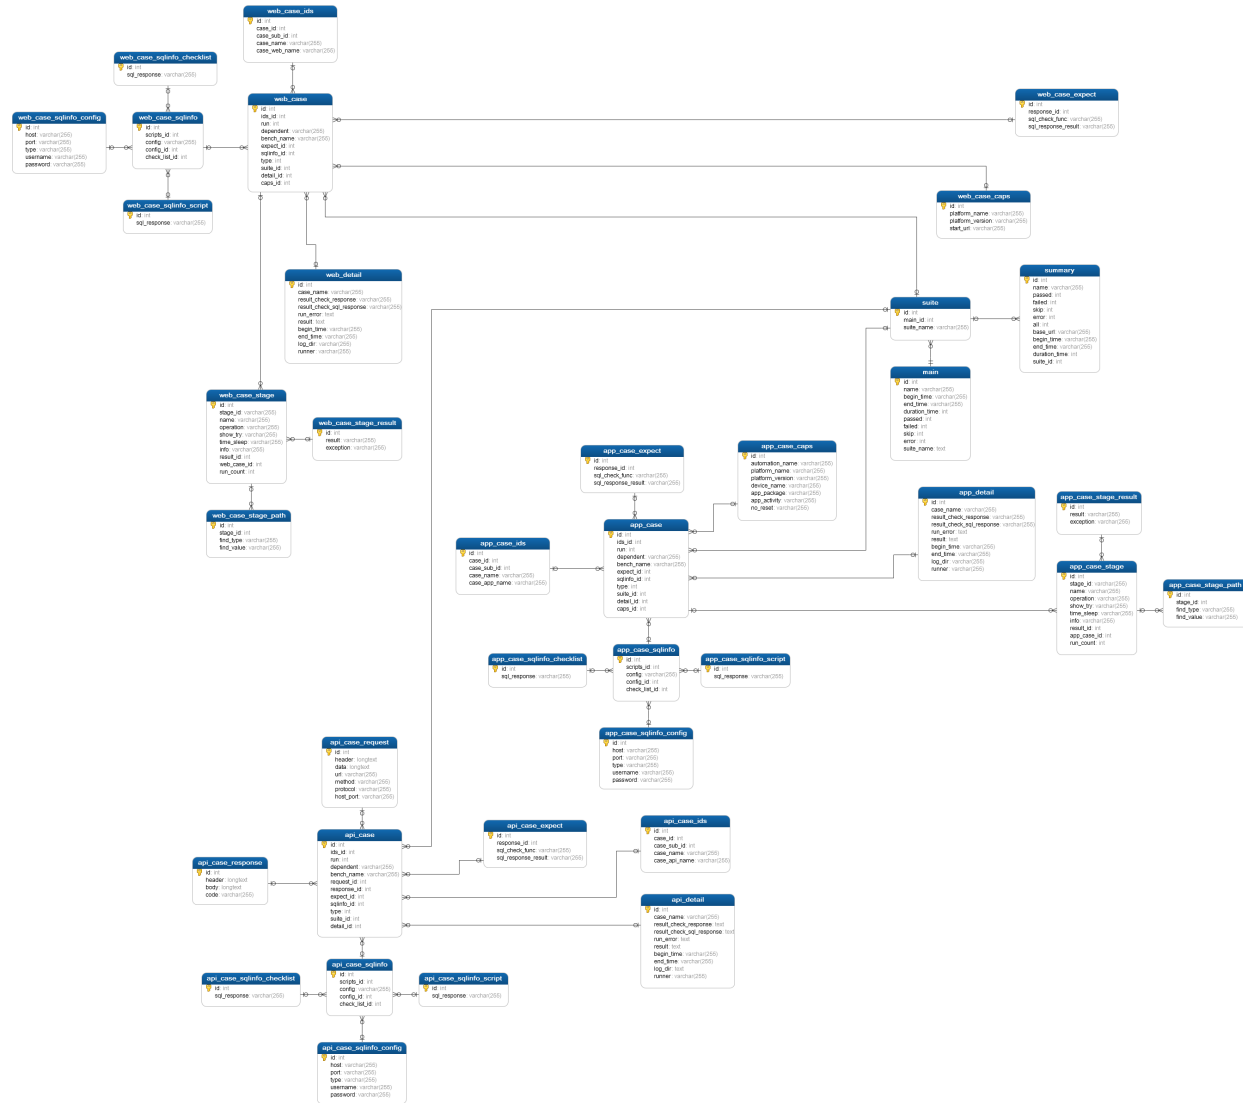 web_case_ids
id: int
case_id: int
case_sub_id: int
case_name: varchar(255)
case_web_name: varchar(255)
web_case_sqlinfo_checklist
id: int
sql_response: varchar(255)
web_case_sqlinfo_config
id: int
host: varchar(255)
port: varchar(255)
type: varchar(255)
username: varchar(255)
password: varchar(255)
web_case_sqlinfo
id: int
scripts_id: int
config: varchar(255)
config_id: int
check_list_id: int
web_case
id: int
ids_id: int
run: int
dependent: varchar(255)
bench_name: varchar(255)
expect_id: int
sqlinfo_id: int
type: int
suite_id: int
detail_id: int
caps_id: int
web_case_expect
id: int
response_id: int
sql_check_func: varchar(255)
sql_response_result: varchar(255)
web_case_sqlinfo_script
id: int
sql_response: varchar(255)
web_case_caps
id: int
platform_name: varchar(255)
platform_version: varchar(255)
start_url: varchar(255)
web_detail
id: int
case_name: varchar(255)
result_check_response: varchar(255)
result_check_sql_response: varchar(255)
run_error: text
result: text
begin_time: varchar(255)
end_time: varchar(255)
log_dir: varchar(255)
runner: varchar(255)
suite
id: int
main_id: int
suite_name: varchar(255)
summary
id: int
name: varchar(255)
passed: int
failed: int
skip: int
error: int
all: int
base_url: varchar(255)
begin_time: varchar(255)
end_time: varchar(255)
duration_time: int
suite_id: int
main
id: int
name: varchar(255)
begin_time: varchar(255)
end_time: varchar(255)
duration_time: int
passed: int
failed: int
skip: int
error: int
suite_name: text
web_case_stage
id: int
stage_id: varchar(255)
name: varchar(255)
operation: varchar(255)
show_try: varchar(255)
time_sleep: varchar(255)
info: varchar(255)
result_id: int
web_case_id: int
run_count: int
web_case_stage_result
id: int
result: varchar(255)
exception: varchar(255)
web_case_stage_path
id: int
stage_id: int
find_type: varchar(255)
find_value: varchar(255)
app_case_expect
id: int
response_id: int
sql_check_func: varchar(255)
sql_response_result: varchar(255)
app_case_caps
id: int
automation_name: varchar(255)
platform_name: varchar(255)
platform_version: varchar(255)
device_name: varchar(255)
app_package: varchar(255)
app_activity: varchar(255)
no_reset: varchar(255)
app_detail
id: int
case_name: varchar(255)
result_check_response: varchar(255)
result_check_sql_response: varchar(255)
run_error: text
result: text
begin_time: varchar(255)
end_time: varchar(255)
log_dir: varchar(255)
runner: varchar(255)
app_case_stage_result
id: int
result: varchar(255)
exception: varchar(255)
app_case_ids
id: int
case_id: int
case_sub_id: int
case_name: varchar(255)
case_app_name: varchar(255)
app_case
id: int
ids_id: int
run: int
dependent: varchar(255)
bench_name: varchar(255)
expect_id: int
sqlinfo_id: int
type: int
suite_id: int
detail_id: int
caps_id: int
app_case_stage
id: int
stage_id: varchar(255)
name: varchar(255)
operation: varchar(255)
show_try: varchar(255)
time_sleep: varchar(255)
info: varchar(255)
result_id: int
app_case_id: int
run_count: int
app_case_stage_path
id: int
stage_id: int
find_type: varchar(255)
find_value: varchar(255)
app_case_sqlinfo_checklist
id: int
sql_response: varchar(255)
app_case_sqlinfo
id: int
scripts_id: int
config: varchar(255)
config_id: int
check_list_id: int
app_case_sqlinfo_script
id: int
sql_response: varchar(255)
app_case_sqlinfo_config
id: int
host: varchar(255)
port: varchar(255)
type: varchar(255)
username: varchar(255)
password: varchar(255)
api_case_request
id: int
header: longtext
data: longtext
url: varchar(255)
method: varchar(255)
protocol: varchar(255)
host_port: varchar(255)
api_case_response
id: int
header: longtext
body: longtext
code: varchar(255)
api_case
id: int
ids_id: int
run: int
dependent: varchar(255)
bench_name: varchar(255)
request_id: int
response_id: int
expect_id: int
sqlinfo_id: int
type: int
suite_id: int
detail_id: int
api_case_expect
id: int
response_id: int
sql_check_func: varchar(255)
sql_response_result: varchar(255)
api_case_ids
id: int
case_id: int
case_sub_id: int
case_name: varchar(255)
case_api_name: varchar(255)
api_detail
id: int
case_name: varchar(255)
result_check_response: text
result_check_sql_response: text
run_error: text
result: text
begin_time: varchar(255)
end_time: varchar(255)
log_dir: text
runner: varchar(255)
api_case_sqlinfo_checklist
id: int
sql_response: varchar(255)
api_case_sqlinfo
id: int
scripts_id: int
config: varchar(255)
config_id: int
check_list_id: int
api_case_sqlinfo_script
id: int
sql_response: varchar(255)
api_case_sqlinfo_config
id: int
host: varchar(255)
port: varchar(255)
type: varchar(255)
username: varchar(255)
password: varchar(255)